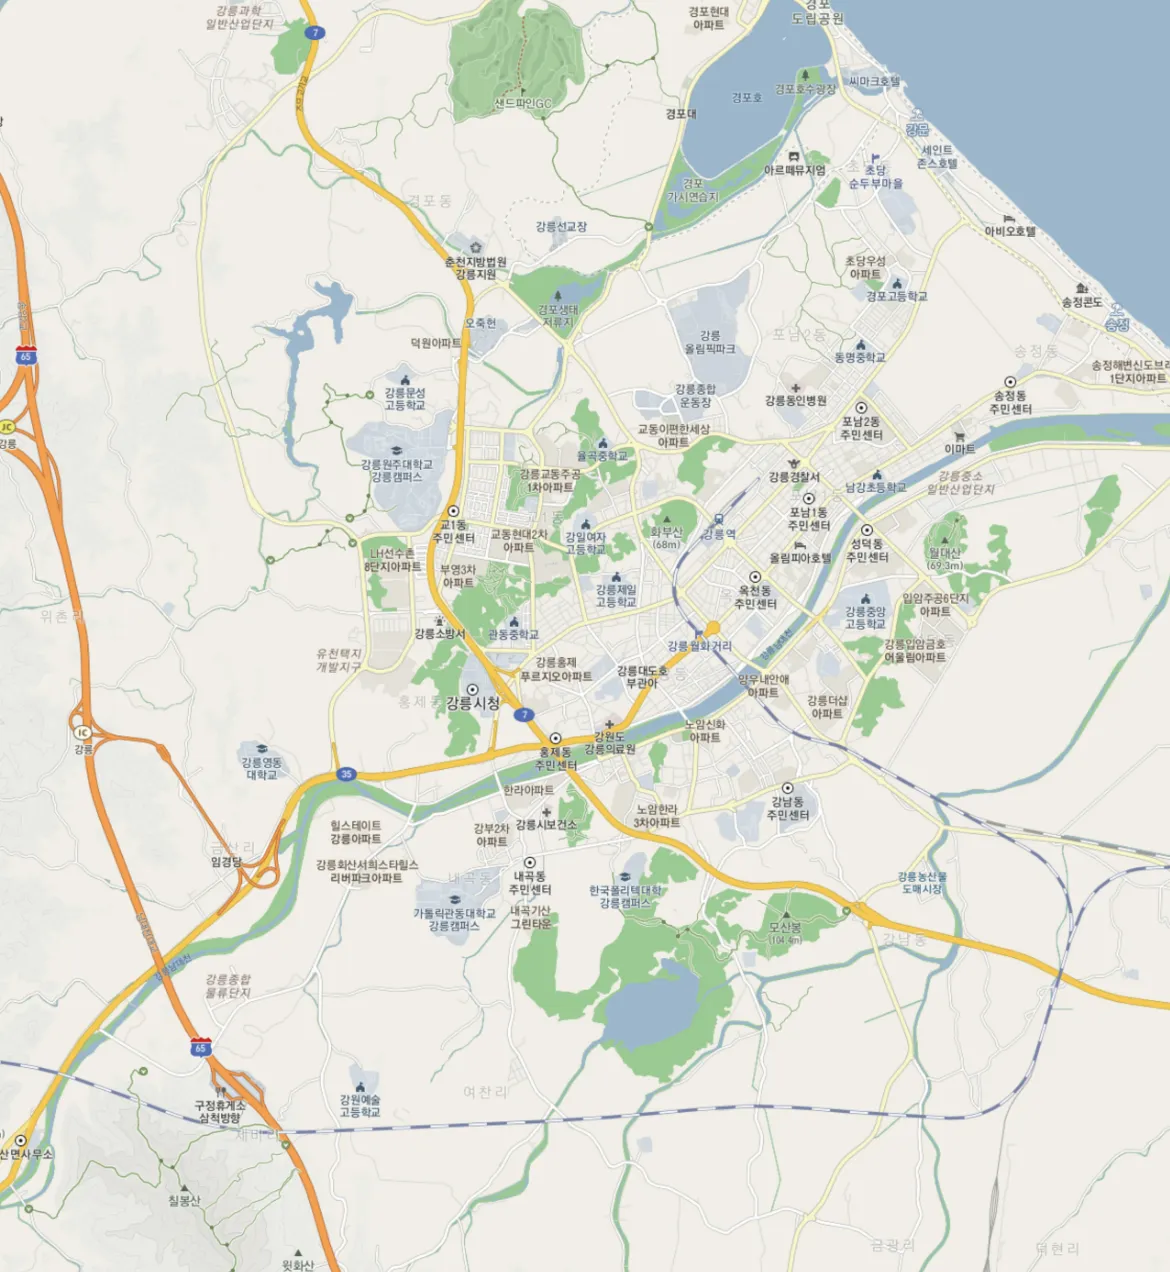 강릉과학
일반산업단지
7
경포현대
아파트
경포
도립공원
샌드파인GC
경포호
경포호수광장
씨마크호텔
경포대
강문
세인트
존스호텔
아르떼뮤지엄
초당
순두부마을
경포
가시연습지
경포동
강릉선교장
아비오호텔
춘천지방법원
강릉지원
초당우성
아파트
경포고등학교
송정콘도
송정
경포생태
저류지
오죽헌
덕원아파트
강릉
올림픽파크
포남2동
동명중학교
송정동
65
송정해변신도브래
1단지아파트
강릉문성
고등학교
강릉종합
운동장
강릉동인병원
송정동
주민센터
포남2동
주민센터
JC
강릉
교동이편한세상
아파트
율곡중학교
이마트
강릉원주대학교
강릉캠퍼스
강릉교동주공
1차아파트
강릉경찰서
남강초등학교
강릉중소
일반산업단지
포남1동
주민센터
교1동
주민센터
교동현대2차
아파트
강일여자
고등학교
화부산
(68m)
강릉역
성덕동
주민센터
월대산
(69.3m)
올림피아호텔
LH선수촌
8단지아파트
부영3차
아파트
강릉제일
고등학교
옥천동
주민센터
강릉중앙
고등학교
입암주공6단지
아파트
위촌리
강릉소방서
관동중학교
강릉월화거리
강릉남대천
강릉입암금호
어울림아파트
유천택지
개발지구
강릉홍제
푸르지오아파트
강릉대도호
부관아
명우내안애
아파트
홍제동
강릉시청
강릉더샵
아파트
7
IC
강릉
홍제동
주민센터
강원도
강릉의료원
노암신화
아파트
강릉영동
대학교
35
한라아파트
강남동
주민센터
힐스테이트
강릉아파트
강부2차
아파트
강릉시보건소
노암한라
3차아파트
금산리
임경당
강릉회산서희스타힐스
리버파크아파트
내곡동
내곡동
주민센터
한국폴리텍대학
강릉캠퍼스
강릉농산물
도매시장
가톨릭관동대학교
강릉캠퍼스
내곡기산
그린타운
모산봉
(104.4m)
강남동
강릉남대천
강릉종합
물류단지
65
구정휴게소
삼척방향
강원예술
고등학교
여찬리
제비리
산면사무소
칠봉산
윗화산
금광리
덕현리